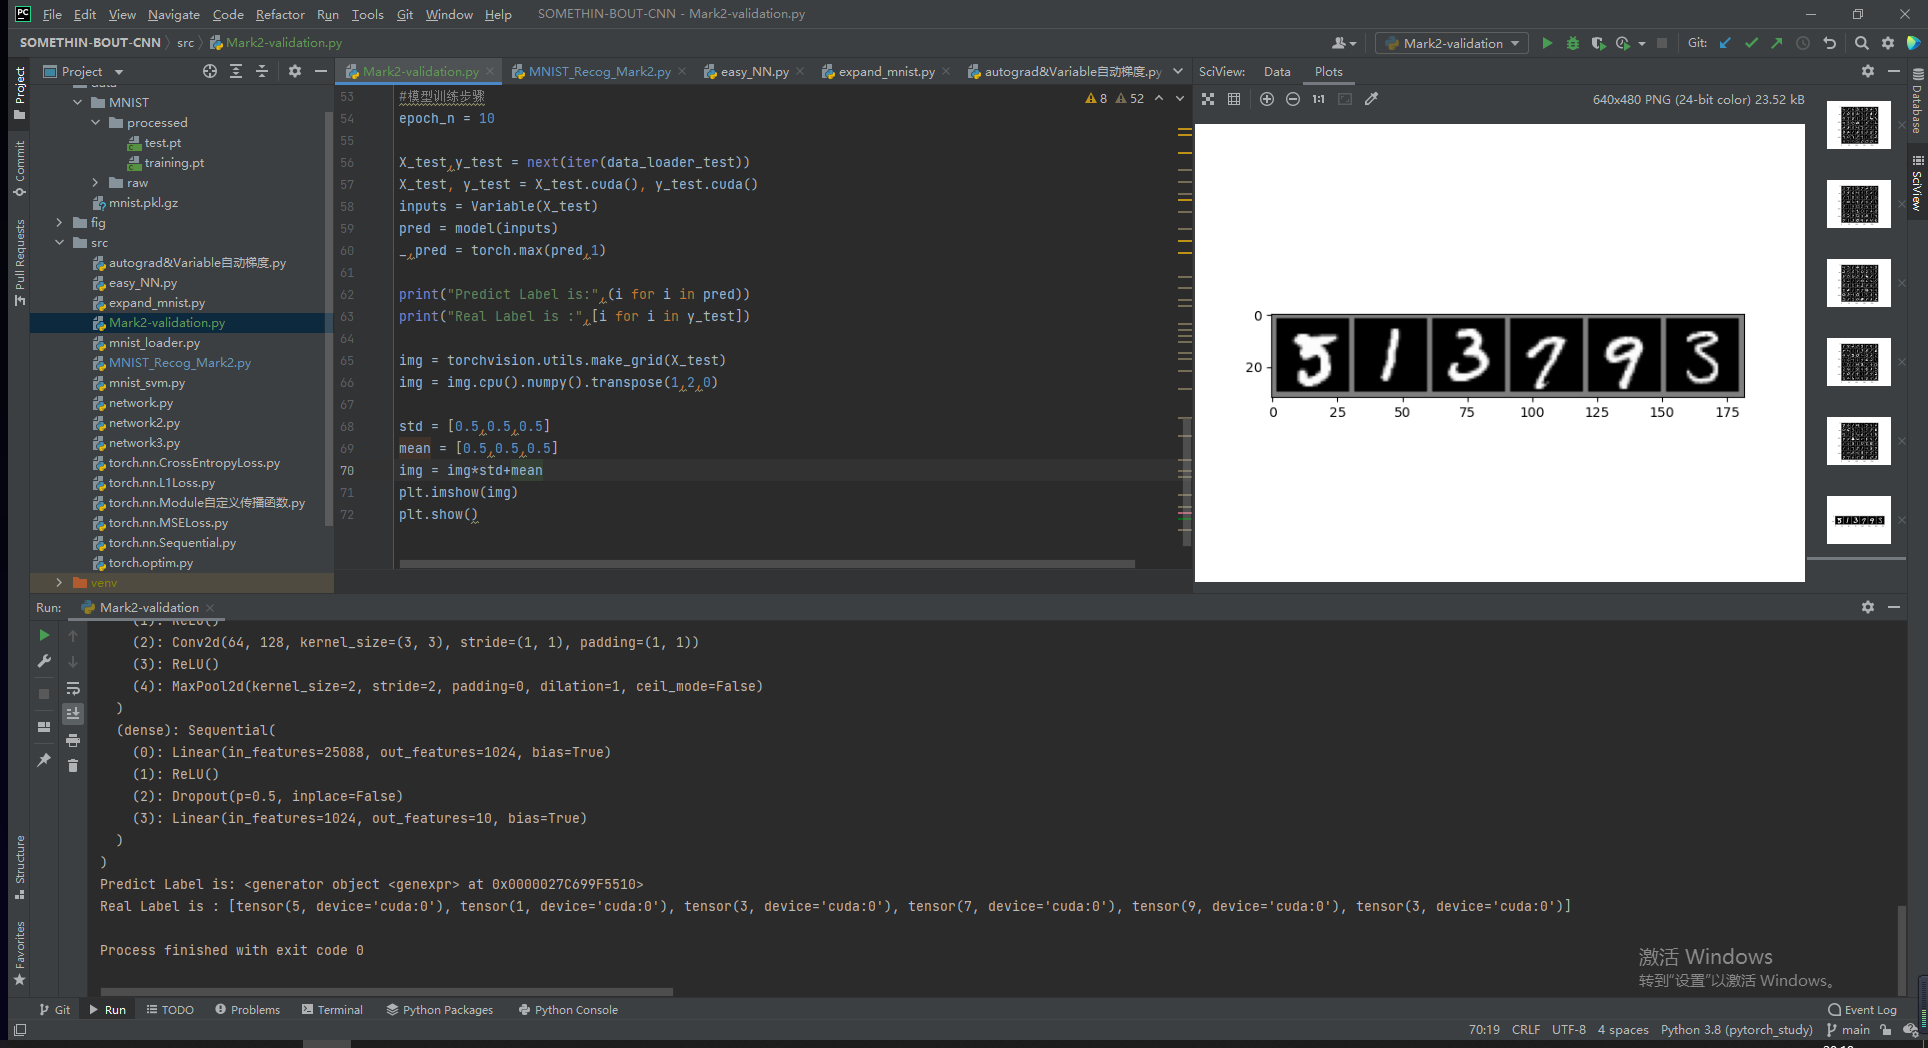 PC File Edit View Navigate Code Refactor Run Tools Git Window Help SOMETHIN-BOUT-CNN - Mark2-validation.py
SOMETHIN-BOUT-CNN src Mark2-validation.py Mark2-validation Git:
Project Mark2-validation.py MNIST_Recog_Mark2.py easy_NN.py expand_mnist.py autograd&Variable自动梯度.py SciView: Data Plots
data
MNIST
processed
test.pt
training.pt
raw
mnist.pkl.gz
fig
src
autograd&Variable自动梯度.py
easy_NN.py
expand_mnist.py
Mark2-validation.py
mnist_loader.py
MNIST_Recog_Mark2.py
mnist_svm.py
network.py
network2.py
network3.py
torch.nn.CrossEntropyLoss.py
torch.nn.L1Loss.py
torch.nn.Module自定义传播函数.py
torch.nn.MSELoss.py
torch.nn.Sequential.py
torch.optim.py
venv
Project
Commit
Pull Requests
Structure
Favorites
8 52
53 #模型训练步骤
54 epoch_n = 10
55
56 X_test,y_test = next(iter(data_loader_test))
57 X_test, y_test = X_test.cuda(), y_test.cuda()
58 inputs = Variable(X_test)
59 pred = model(inputs)
60 _,pred = torch.max(pred,1)
61
62 print("Predict Label is:",(i for i in pred))
63 print("Real Label is :",[i for i in y_test])
64
65 img = torchvision.utils.make_grid(X_test)
66 img = img.cpu().numpy().transpose(1,2,0)
67
68 std = [0.5,0.5,0.5]
69 mean = [0.5,0.5,0.5]
70 img = img*std+mean
71 plt.imshow(img)
72 plt.show()
1:1 640x480 PNG (24-bit color) 23.52 kB
0
20
5 1 3 7 9 3
0 25 50 75 100 125 150 175
Database
SciView
Run: Mark2-validation
(1): ReLU()
(2): Conv2d(64, 128, kernel_size=(3, 3), stride=(1, 1), padding=(1, 1))
(3): ReLU()
(4): MaxPool2d(kernel_size=2, stride=2, padding=0, dilation=1, ceil_mode=False)
)
(dense): Sequential(
(0): Linear(in_features=25088, out_features=1024, bias=True)
(1): ReLU()
(2): Dropout(p=0.5, inplace=False)
(3): Linear(in_features=1024, out_features=10, bias=True)
)
)
Predict Label is: <generator object <genexpr> at 0x0000027C699F5510>
Real Label is : [tensor(5, device='cuda:0'), tensor(1, device='cuda:0'), tensor(3, device='cuda:0'), tensor(7, device='cuda:0'), tensor(9, device='cuda:0'), tensor(3, device='cuda:0')]
Process finished with exit code 0
激活 Windows
转到“设置”以激活 Windows。
Git Run TODO Problems Terminal Python Packages Python Console Event Log
70:19 CRLF UTF-8 4 spaces Python 3.8 (pytorch_study) main